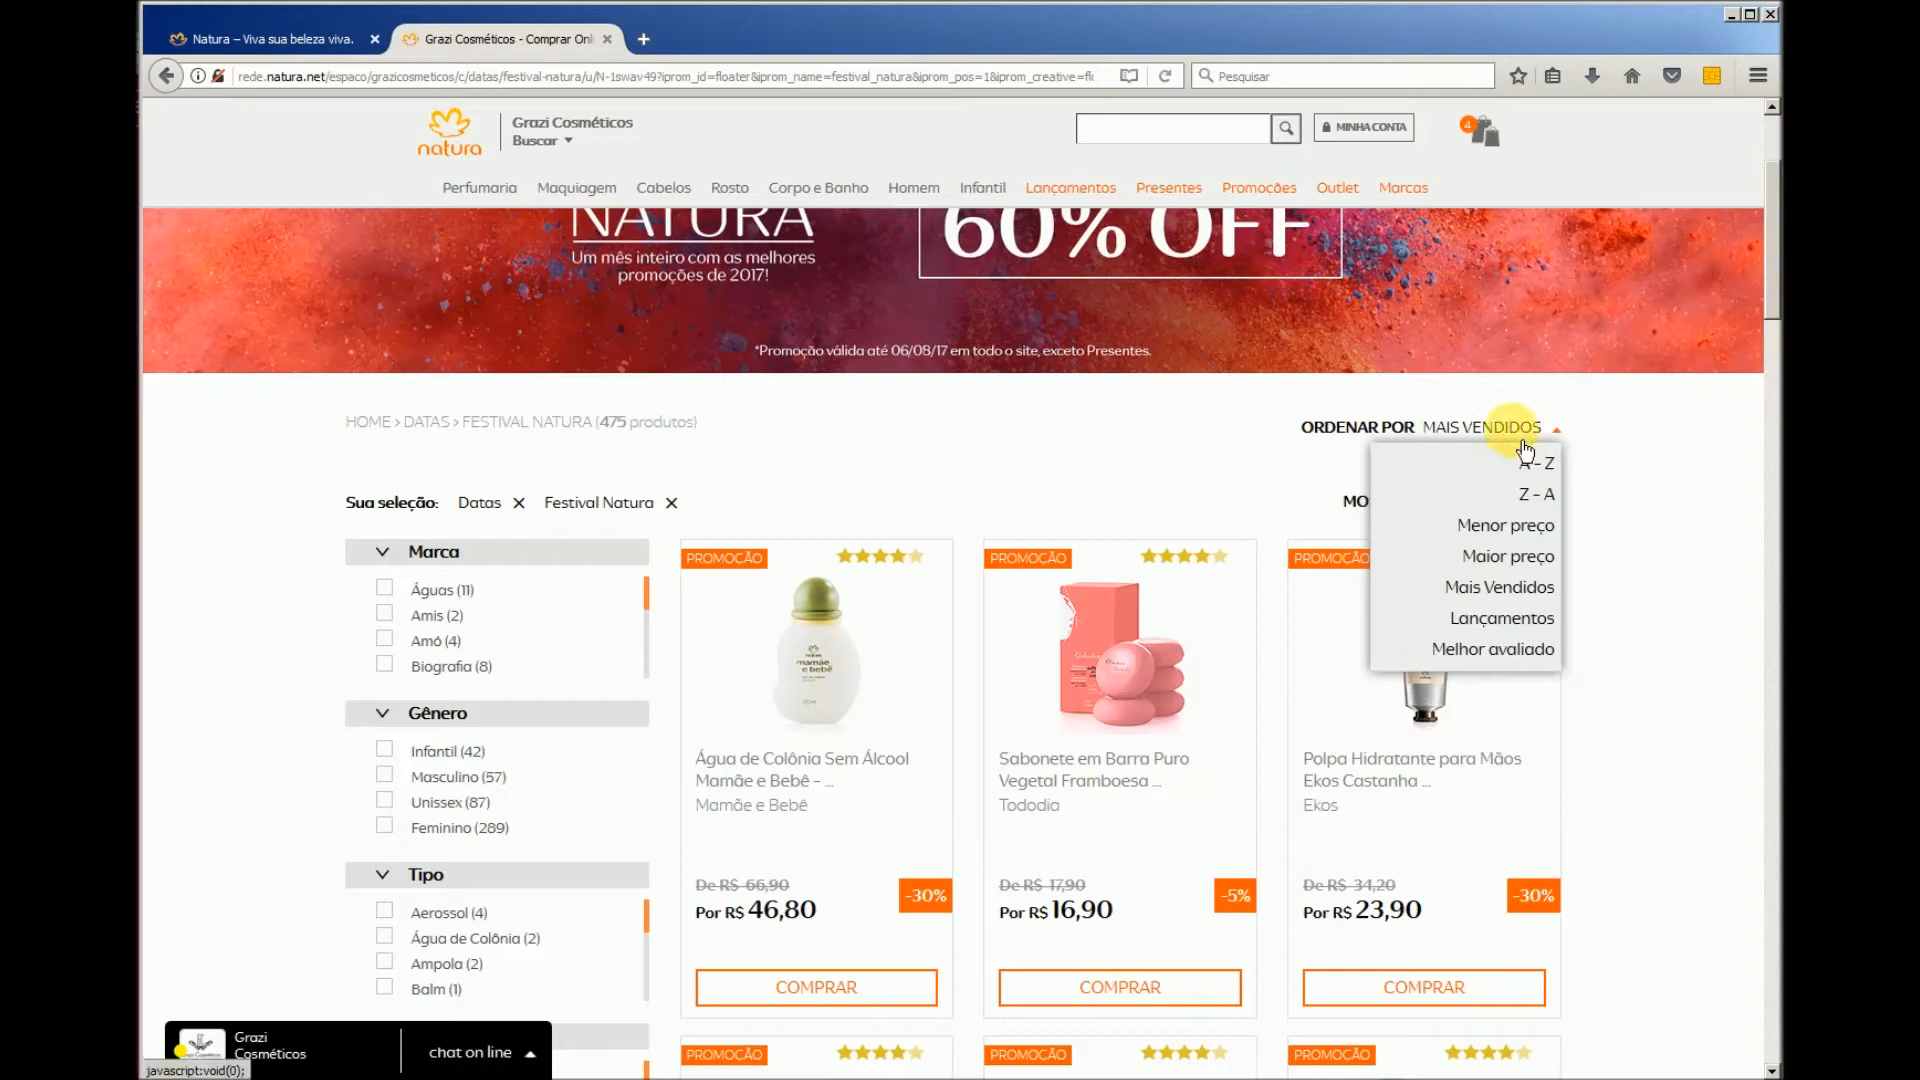 Natura – Viva sua beleza viva.
Grazi Cosméticos - Comprar Onl
rede.natura.net/espaco/grazicosmeticos/c/datas/festival-natura/u/N-1swav49?iprom_id=floater&iprom_name=festival_natura&iprom_pos=1&iprom_creative=flo
Pesquisar
natura
Grazi Cosméticos
Buscar
MINHA CONTA
4
Perfumaria Maquiagem Cabelos Rosto Corpo e Banho Homem Infantil Lançamentos Presentes Promoções Outlet Marcas
NATURA
Um mês inteiro com as melhores
promoções de 2017!
60% OFF
*Promoção válida até 06/08/17 em todo o site, exceto Presentes.
HOME > DATAS > FESTIVAL NATURA (475 produtos)
ORDENAR POR MAIS VENDIDOS
A - Z
Z - A
Menor preço
Maior preço
Mais Vendidos
Lançamentos
Melhor avaliado
Sua seleção: Datas Festival Natura
MO
Marca
Águas (11)
Amis (2)
Amó (4)
Biografia (8)
Gênero
Infantil (42)
Masculino (57)
Unissex (87)
Feminino (289)
Tipo
Aerossol (4)
Água de Colônia (2)
Ampola (2)
Balm (1)
PROMOÇÃO
mamãe
e bebê
Água de Colônia Sem Álcool
Mamãe e Bebê - ...
Mamãe e Bebê
De R$ 66,90
Por R$ 46,80
-30%
COMPRAR
PROMOÇÃO
Sabonete em Barra Puro
Vegetal Framboesa ...
Tododia
De R$ 17,90
Por R$ 16,90
-5%
COMPRAR
PROMOÇÃO
Polpa Hidratante para Mãos
Ekos Castanha ...
Ekos
De R$ 34,20
Por R$ 23,90
-30%
COMPRAR
PROMOÇÃO
PROMOÇÃO
PROMOÇÃO
Grazi
Cosméticos
chat on line
javascript:void(0);